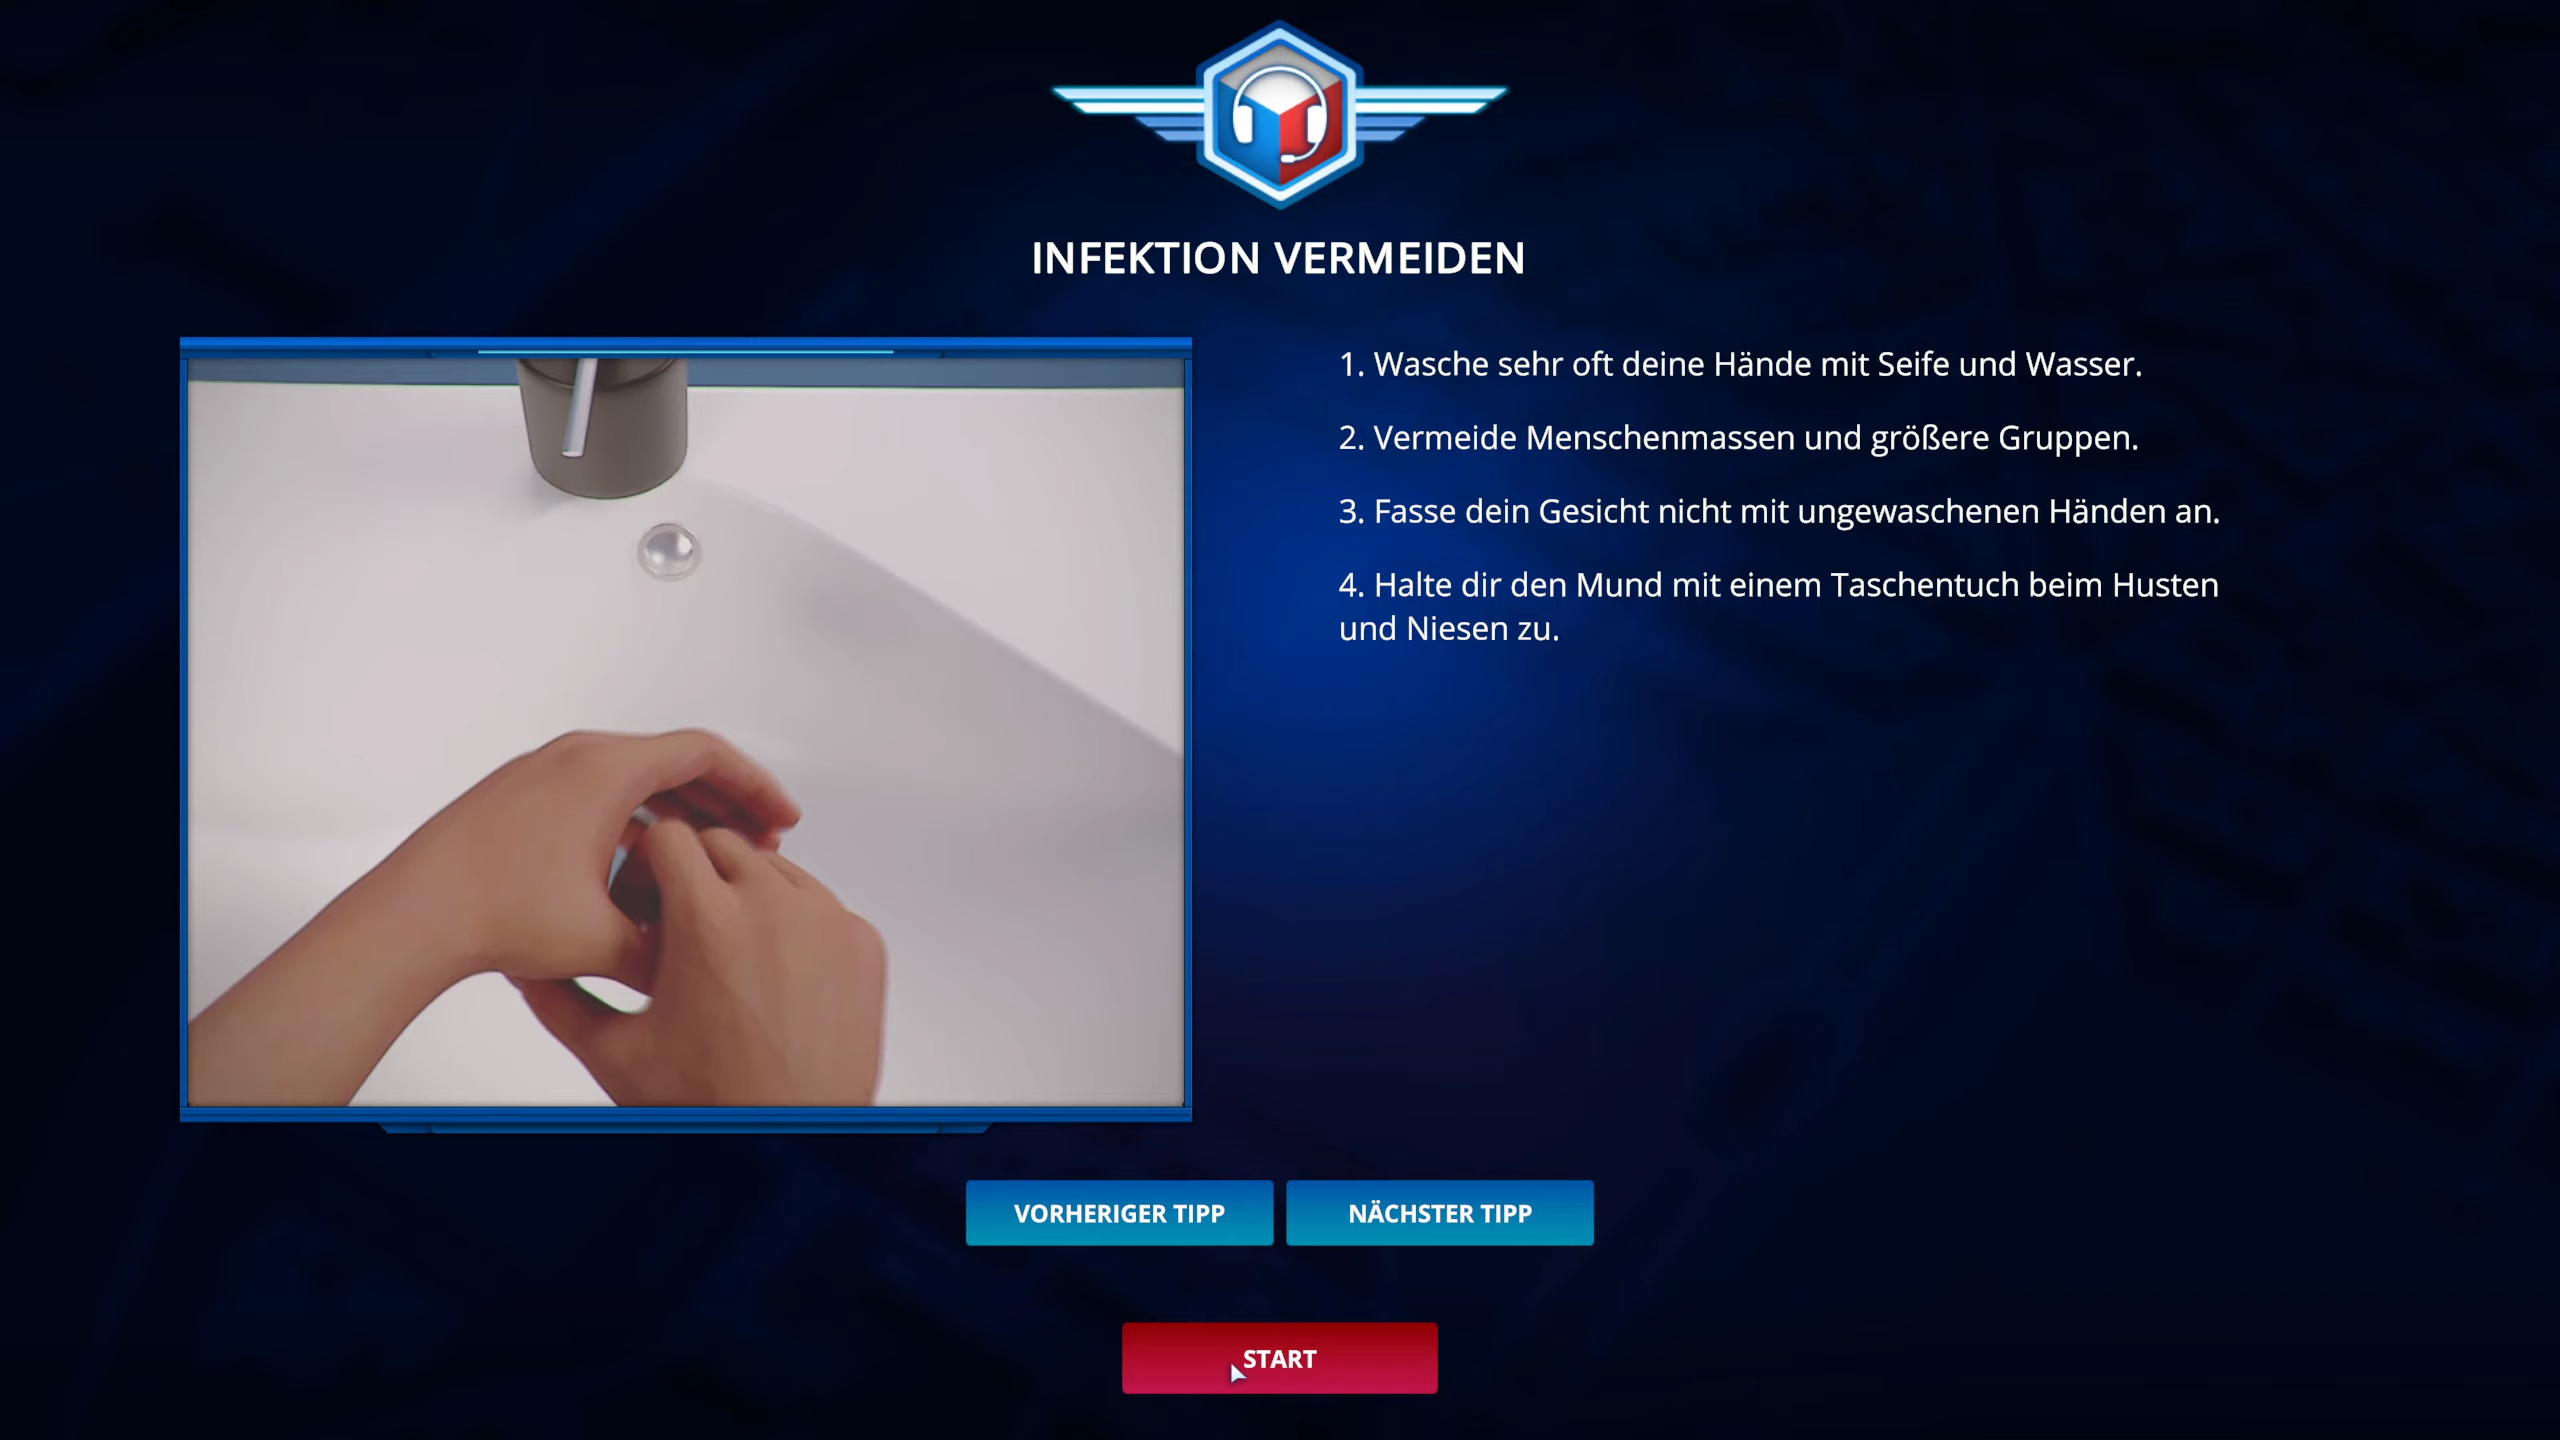 INFEKTION VERMEIDEN
1. Wasche sehr oft deine Hände mit Seife und Wasser.
2. Vermeide Menschenmassen und größere Gruppen.
3. Fasse dein Gesicht nicht mit ungewaschenen Händen an.
4. Halte dir den Mund mit einem Taschentuch beim Husten
und Niesen zu.
VORHERIGER TIPP
NÄCHSTER TIPP
START